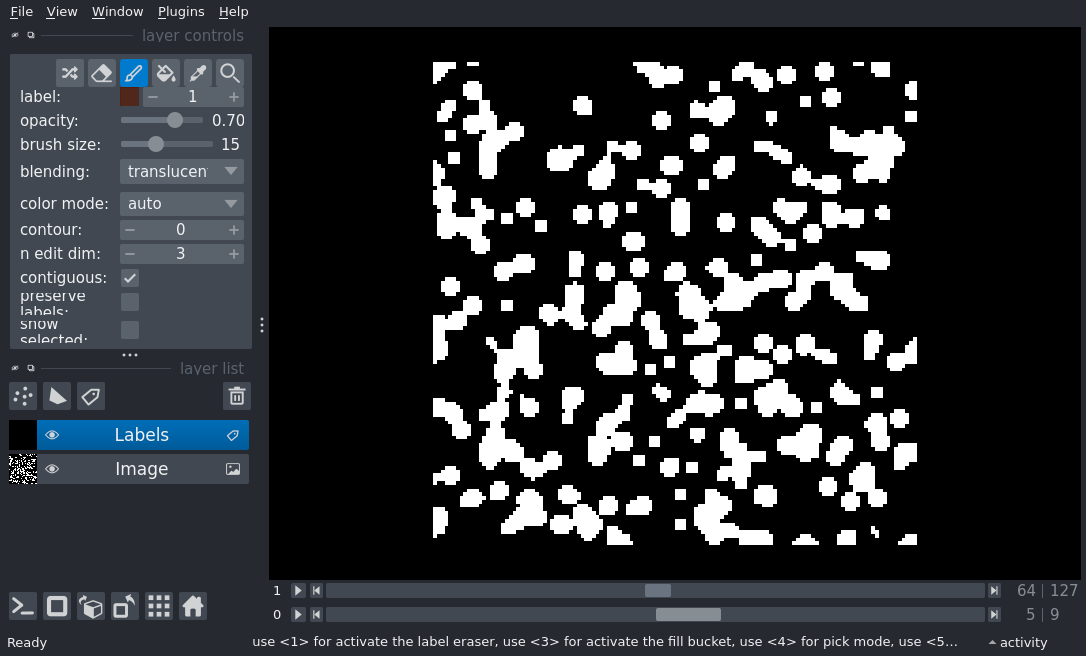 File View Window Plugins Help
layer controls
label: 1
opacity: 0.70
brush size: 15
blending: translucen
color mode: auto
contour: 0
n edit dim: 3
contiguous:
preserve
labels:
show
selected:
layer list
Labels
Image
1 64 | 127
0 5 | 9
Ready use <1> for activate the label eraser, use <3> for activate the fill bucket, use <4> for pick mode, use <5... activity